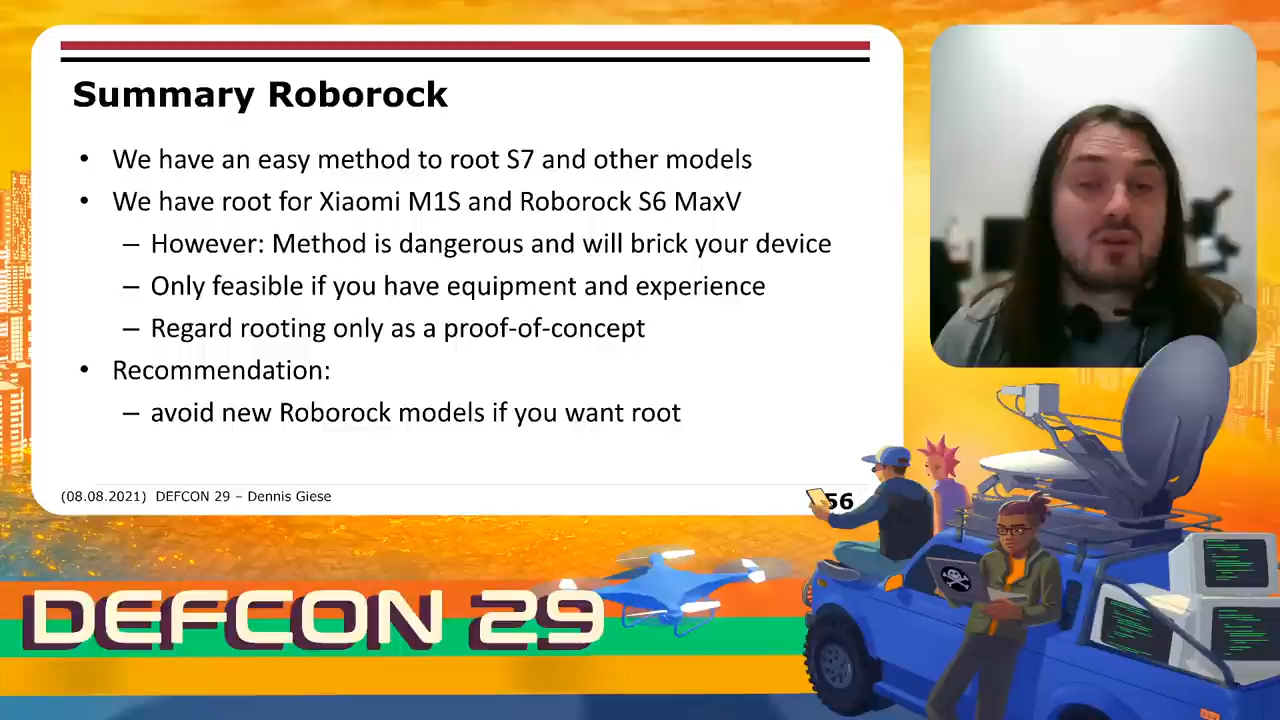 Summary Roborock
• We have an easy method to root S7 and other models
• We have root for Xiaomi M1S and Roborock S6 MaxV
– However: Method is dangerous and will brick your device
– Only feasible if you have equipment and experience
– Regard rooting only as a proof-of-concept
• Recommendation:
– avoid new Roborock models if you want root
(08.08.2021) DEFCON 29 – Dennis Giese
56
DEFCON 29